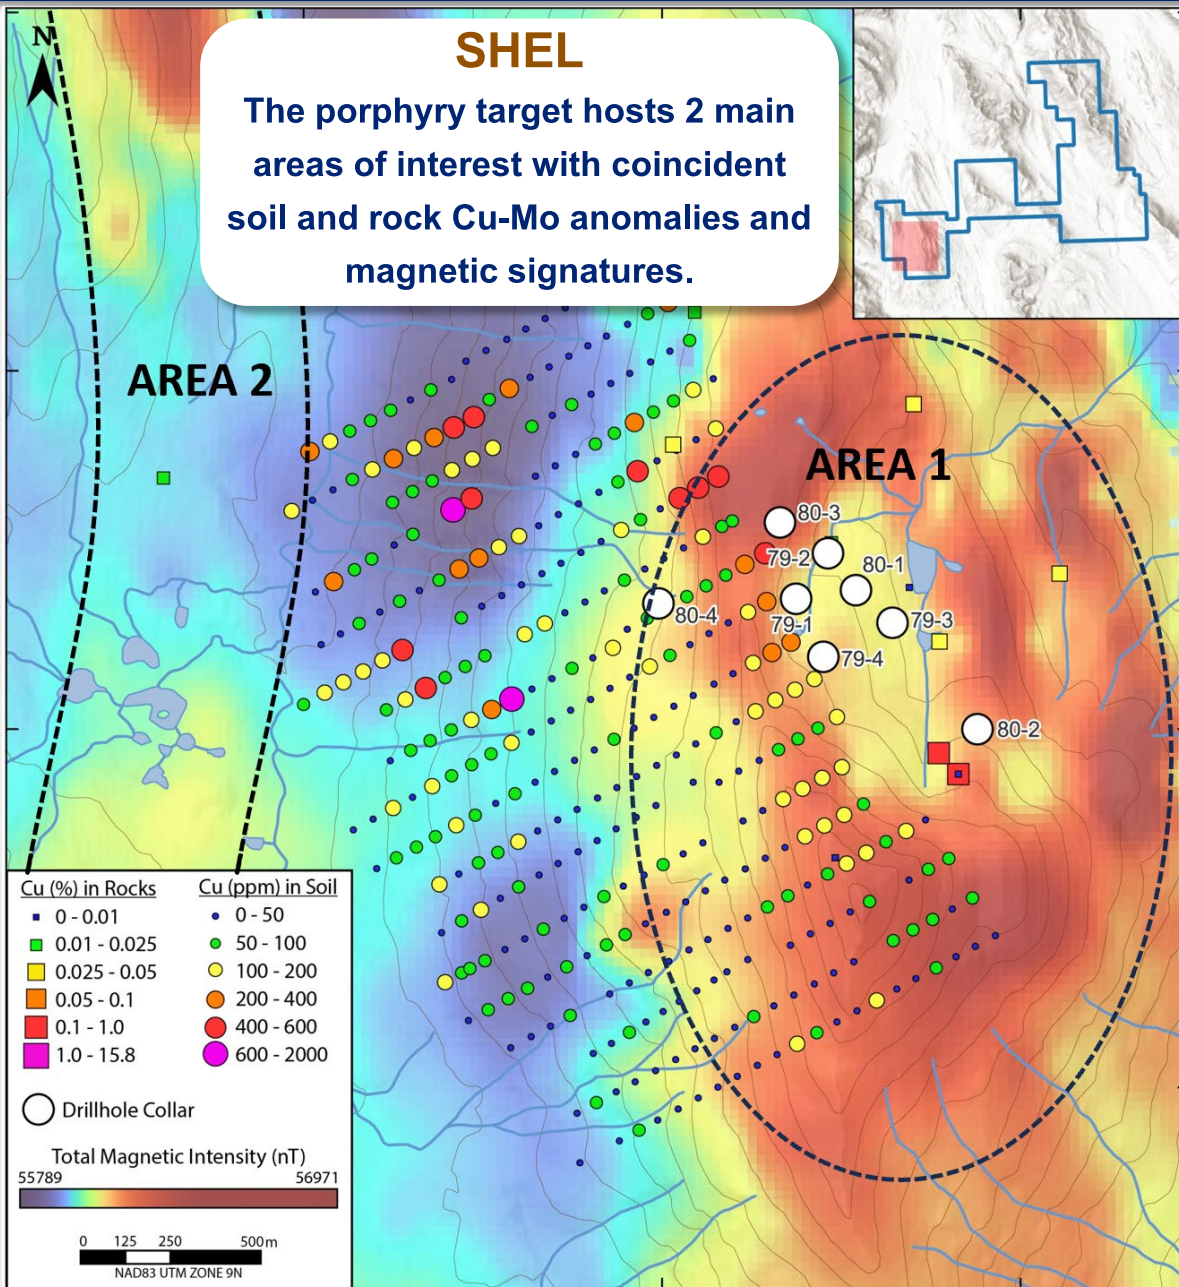 SHEL
The porphyry target hosts 2 main
areas of interest with coincident
soil and rock Cu-Mo anomalies and
magnetic signatures.
N
AREA 2
AREA 1
80-3
79-2
80-1
79-1
80-4
79-3
79-4
80-2
Cu (%) in Rocks
0 - 0.01
0.01 - 0.025
0.025 - 0.05
0.05 - 0.1
0.1 - 1.0
1.0 - 15.8
Cu (ppm) in Soil
0 - 50
50 - 100
100 - 200
200 - 400
400 - 600
600 - 2000
Drillhole Collar
Total Magnetic Intensity (nT)
55789 56971
0 125 250 500 m
NAD83 UTM ZONE 9N